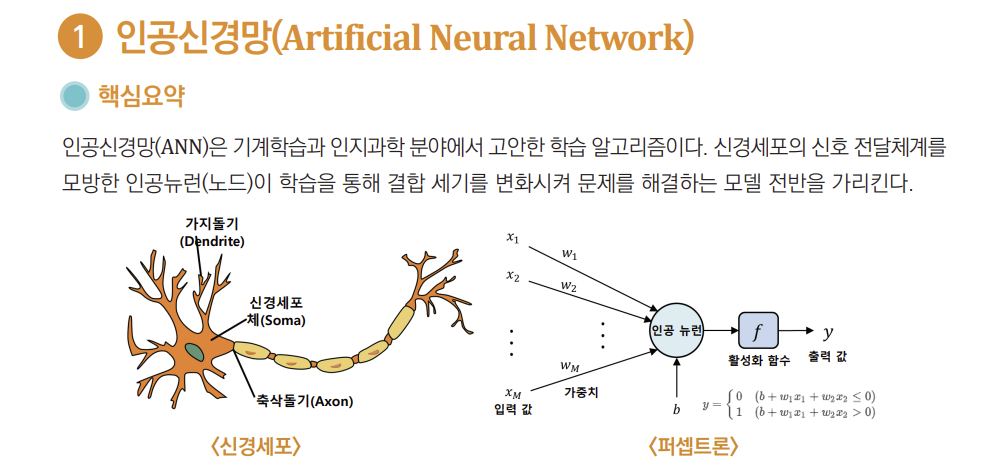 1 인공신경망(Artificial Neural Network)
핵심요약
인공신경망(ANN)은 기계학습과 인지과학 분야에서 고안한 학습 알고리즘이다. 신경세포의 신호 전달체계를
모방한 인공뉴런(노드)이 학습을 통해 결합 세기를 변화시켜 문제를 해결하는 모델 전반을 가리킨다.
가지돌기
(Dendrite)
신경세포
체(Soma)
축삭돌기(Axon)
〈신경세포〉
x₁
w₁
x₂
w₂
⋮
⋮
w_M
x_M
입력 값
가중치
인공 뉴런
b
f
활성화 함수
y
출력 값
y = { 0 (b + w₁x₁ + w₂x₂ ≤ 0)
1 (b + w₁x₁ + w₂x₂ > 0)
〈퍼셉트론〉